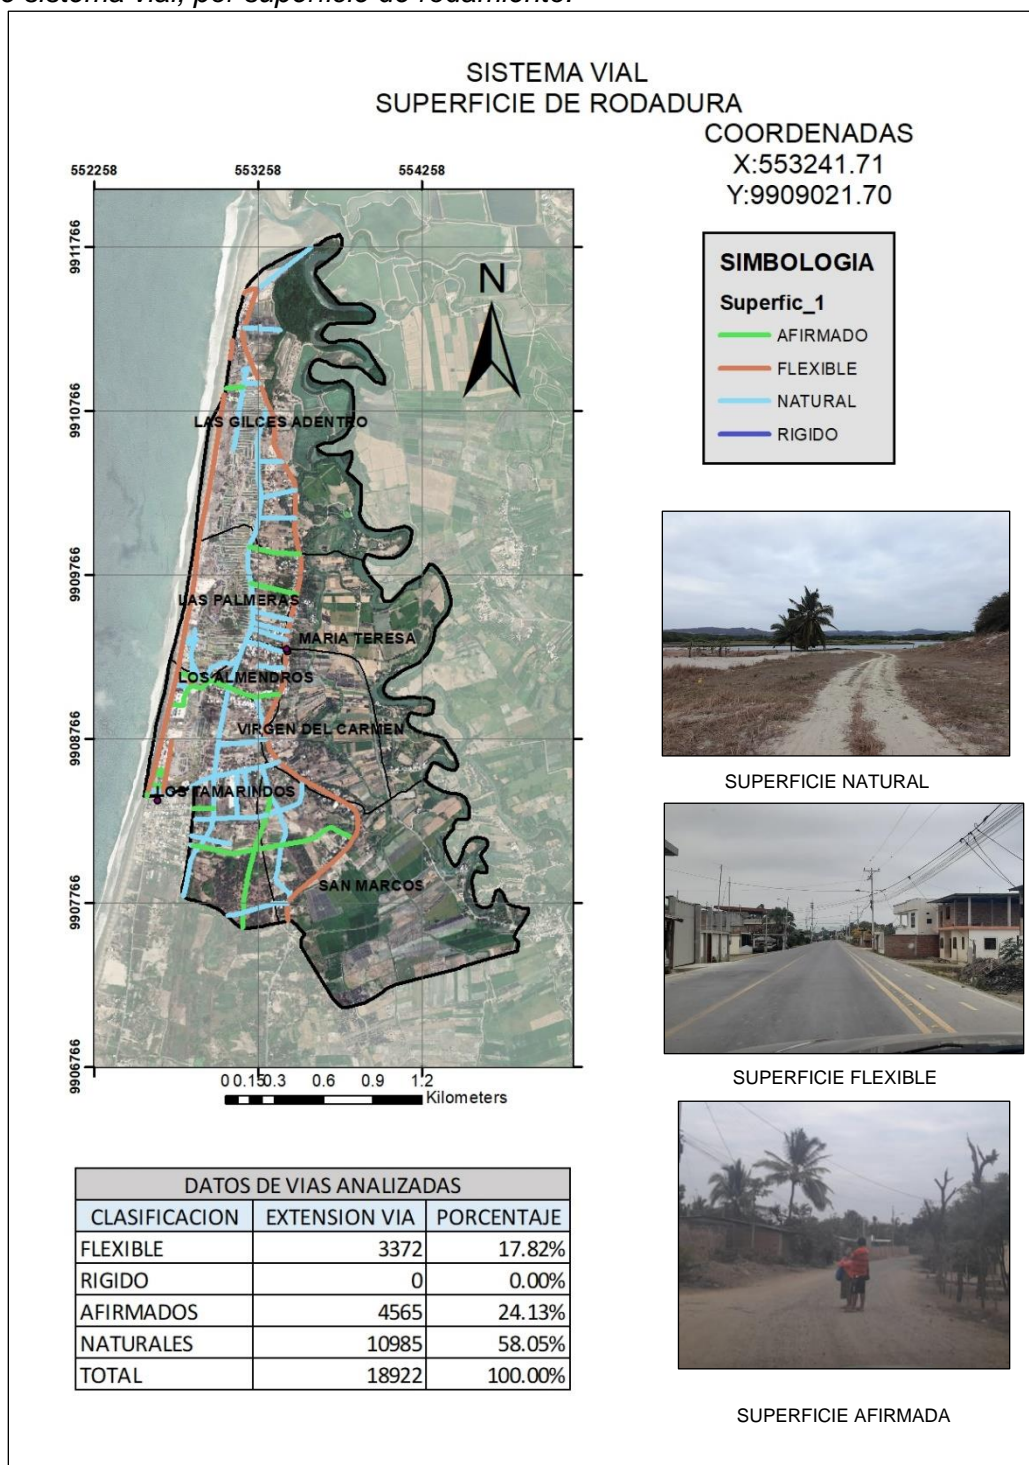 sistema vial, por superficie de rodamiento.
SISTEMA VIAL
SUPERFICIE DE RODADURA
COORDENADAS
X:553241.71
Y:9909021.70
552258 553258 554258
9911766
9910766
9909766
9908766
9907766
9906766
N
SIMBOLOGIA
Superfic_1
AFIRMADO
FLEXIBLE
NATURAL
RIGIDO
LAS GILCES ADENTRO
LAS PALMERAS
MARIA TERESA
LOS ALMENDROS
VIRGEN DEL CARMEN
LOS TAMARINDOS
SAN MARCOS
0 0.15 0.3 0.6 0.9 1.2
Kilometers
SUPERFICIE NATURAL
SUPERFICIE FLEXIBLE
SUPERFICIE AFIRMADA
DATOS DE VIAS ANALIZADAS
CLASIFICACION EXTENSION VIA PORCENTAJE
FLEXIBLE 3372 17.82%
RIGIDO 0 0.00%
AFIRMADOS 4565 24.13%
NATURALES 10985 58.05%
TOTAL 18922 100.00%